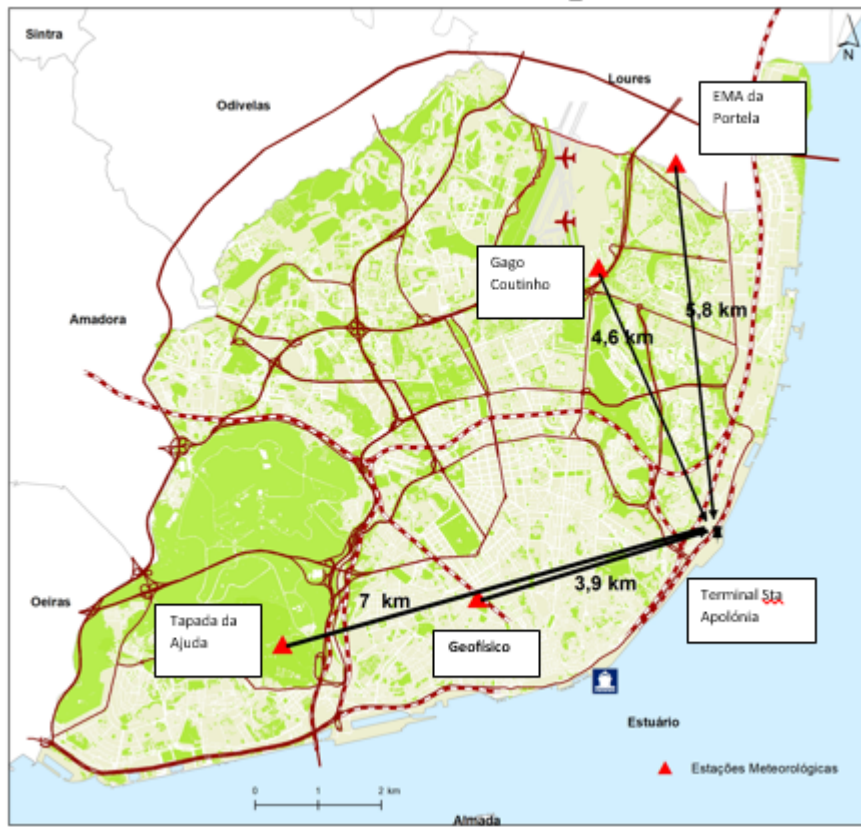 Sintra
N
Loures
Odivelas
EMA da
Portela
Gago
Coutinho
Amadora
5,8 km
4,6 km
Oeiras
Tapada da
Ajuda
7 km
3,9 km
Geofísico
Terminal Sta
Apolónia
Estuário
Estações Meteorológicas
0 1 2 km
Almada